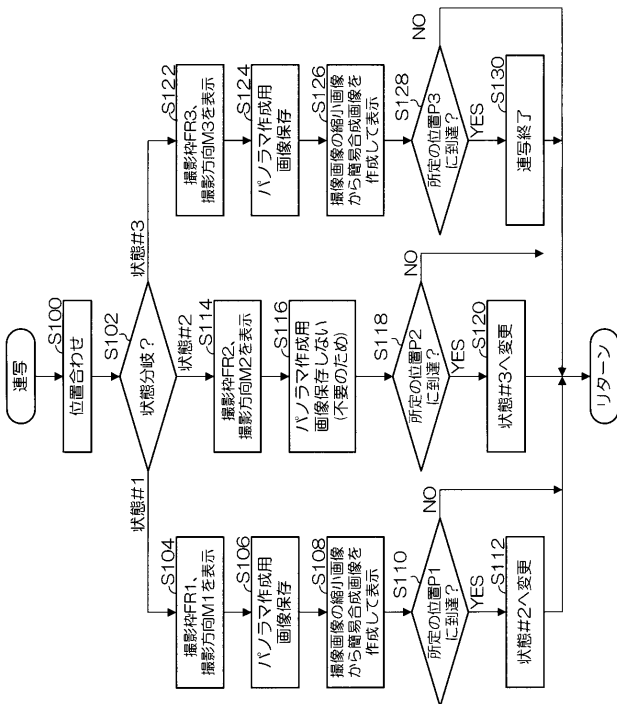 連写
S100
位置合わせ
S102
状態分岐？
状態#1
S104
撮影枠FR1、
撮影方向M1を表示
S106
パノラマ作成用
画像保存
S108
撮像画像の縮小画像
から簡易合成画像を
作成して表示
S110
所定の位置P1
に到達？
NO
YES
S112
状態#2へ変更
状態#2
S114
撮影枠FR2、
撮影方向M2を表示
S116
パノラマ作成用
画像保存しない
(不要のため)
S118
所定の位置P2
に到達？
NO
YES
S120
状態#3へ変更
状態#3
S122
撮影枠FR3、
撮影方向M3を表示
S124
パノラマ作成用
画像保存
S126
撮像画像の縮小画像
から簡易合成画像を
作成して表示
S128
所定の位置P3
に到達？
NO
YES
S130
連写終了
リターン